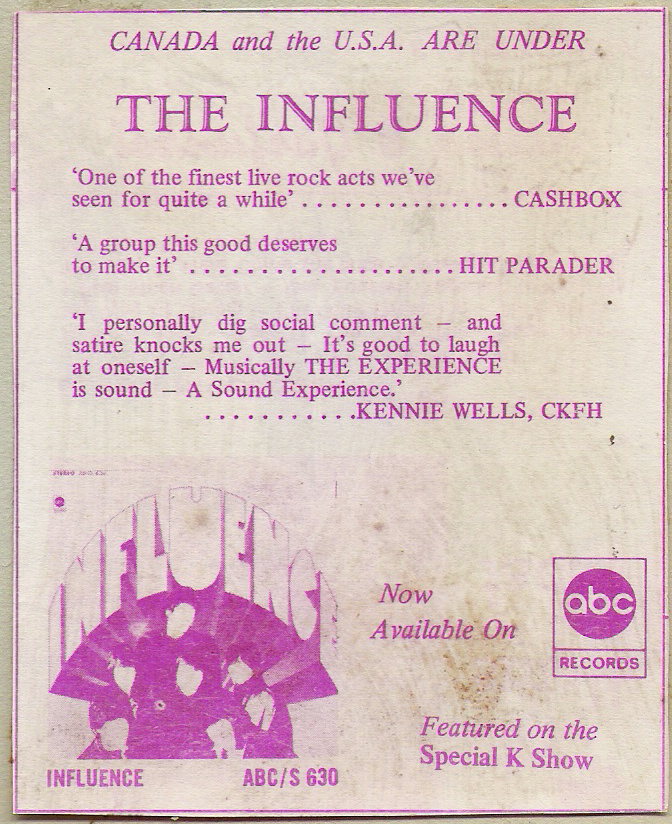 CANADA and the U.S.A. ARE UNDER
THE INFLUENCE
‘One of the finest live rock acts we’ve
seen for quite a while’ ................ CASHBOX
‘A group this good deserves
to make it’ .................... HIT PARADER
‘I personally dig social comment – and
satire knocks me out – It’s good to laugh
at oneself – Musically THE EXPERIENCE
is sound – A Sound Experience.’
...........KENNIE WELLS, CKFH
INFLUENCE
Now
Available On
abc
RECORDS
Featured on the
Special K Show
INFLUENCE ABC/S 630